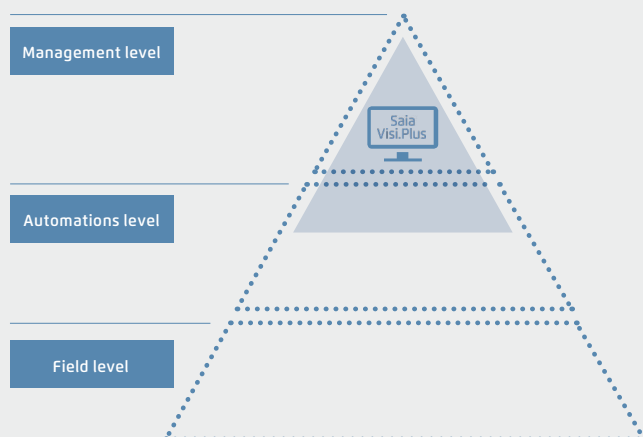 Management level
Saia
Visi.Plus
Automations level
Field level